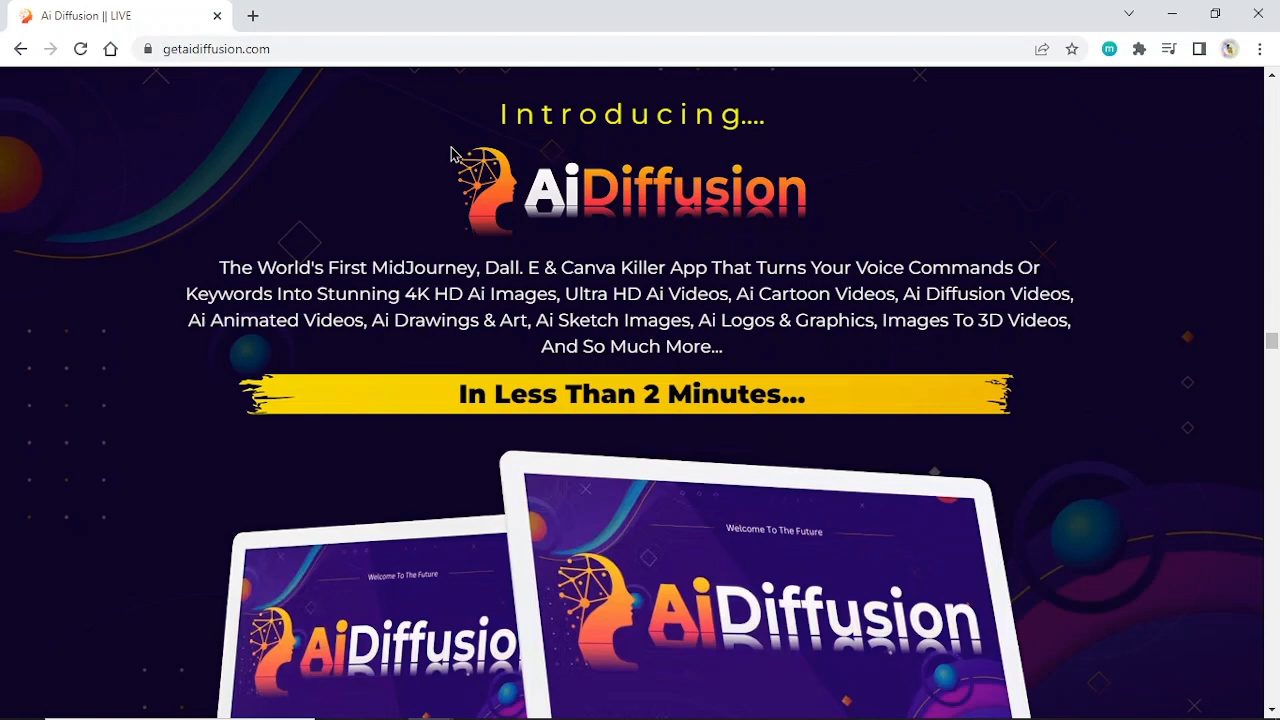 Ai Diffusion || LIVE
getaidiffusion.com
m
Introducing....
AiDiffusion
The World's First MidJourney, Dall. E & Canva Killer App That Turns Your Voice Commands Or
Keywords Into Stunning 4K HD Ai Images, Ultra HD Ai Videos, Ai Cartoon Videos, Ai Diffusion Videos,
Ai Animated Videos, Ai Drawings & Art, Ai Sketch Images, Ai Logos & Graphics, Images To 3D Videos,
And So Much More...
In Less Than 2 Minutes...
Welcome To The Future
AiDiffusion
Welcome To The Future
AiDiffusio